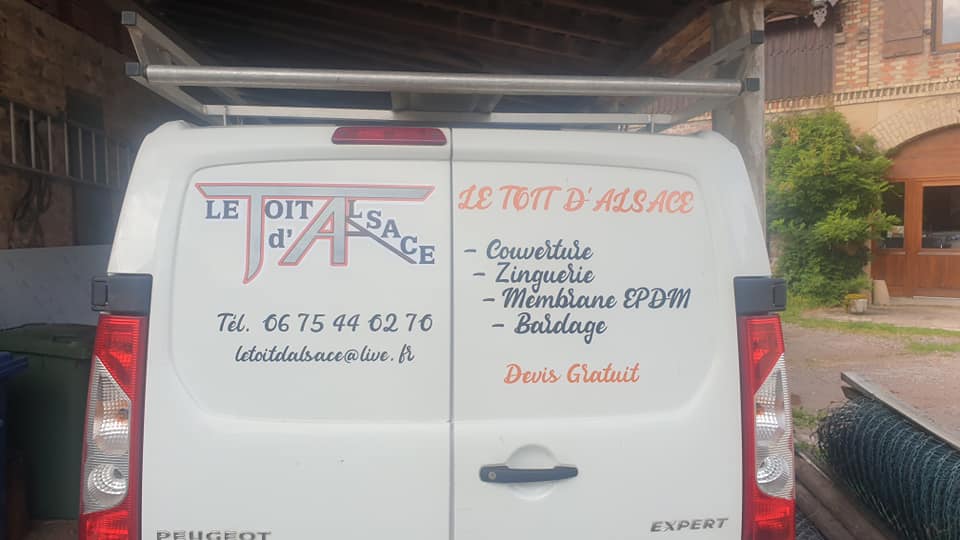 LE TOIT
d'ALSACE
Tél. 06 75 44 02 70
letoitdalsace@live.fr
LE TOIT D'ALSACE
- Couverture
- Zinguerie
- Membrane EPDM
- Bardage
Devis Gratuit
PEUGEOT
EXPERT